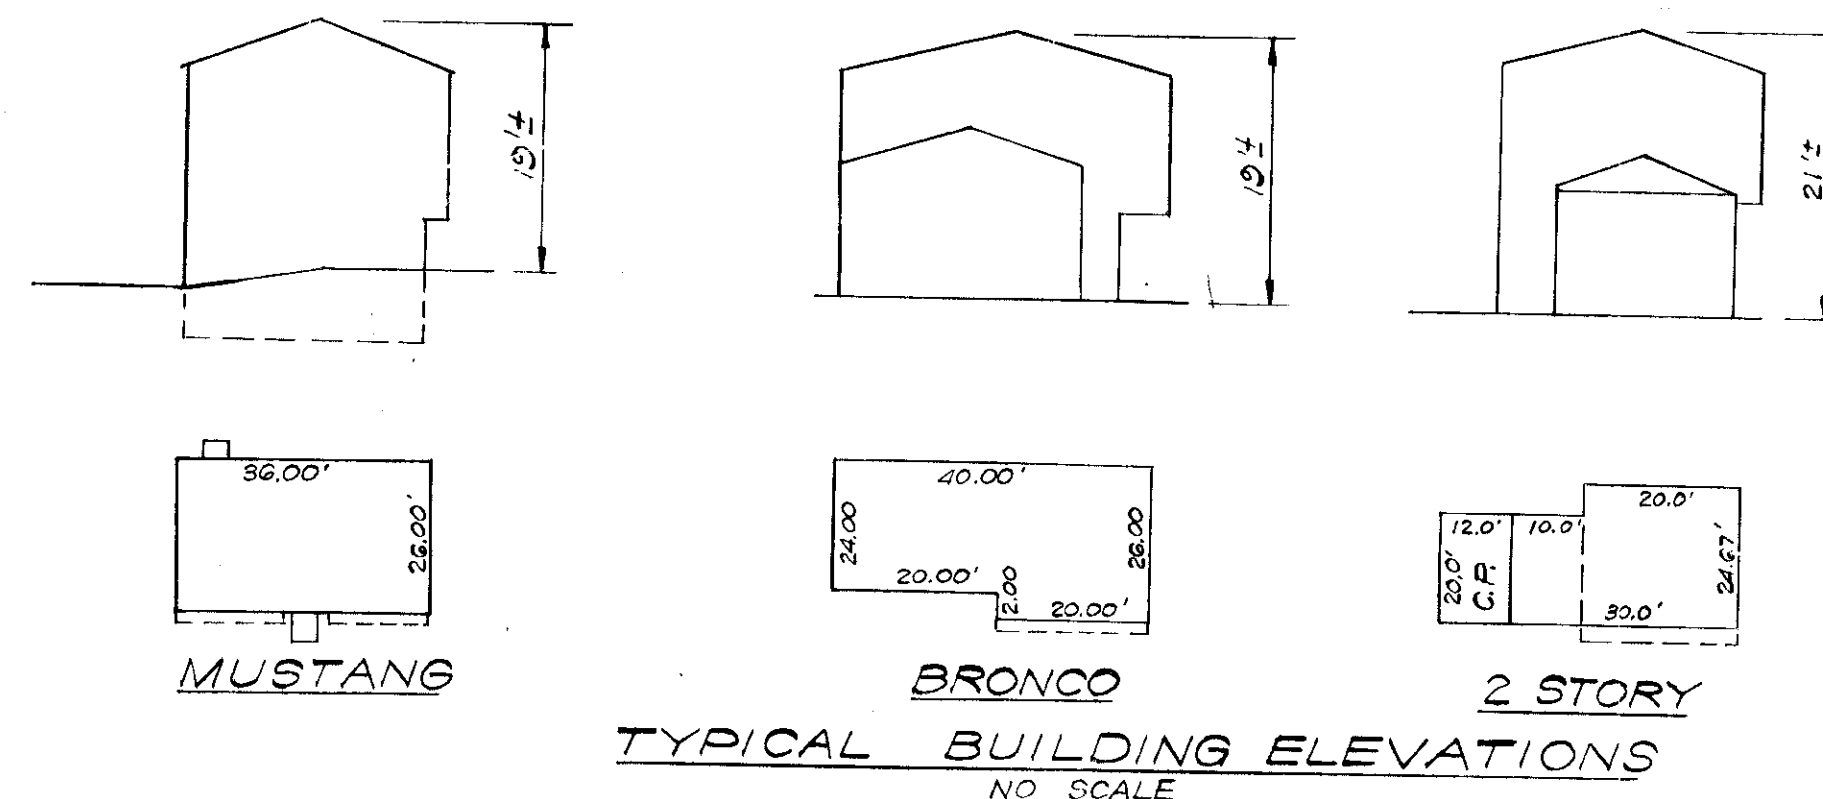 19'±
19'±
21'±
36.00'
26.00'
MUSTANG
40.00'
24.00
26.00
20.00'
2.00
20.00'
BRONCO
20.0'
12.0'
10.0'
20.0'
C.P.
24.67'
30.0'
2 STORY
TYPICAL BUILDING ELEVATIONS
NO SCALE